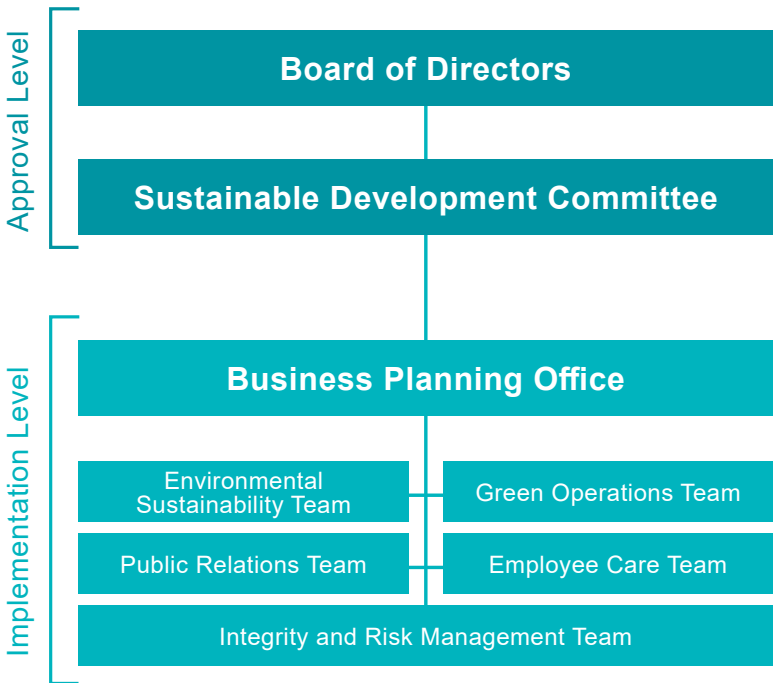 Approval Level
Board of Directors
Sustainable Development Committee
Implementation Level
Business Planning Office
Environmental
Sustainability Team
Green Operations Team
Public Relations Team
Employee Care Team
Integrity and Risk Management Team